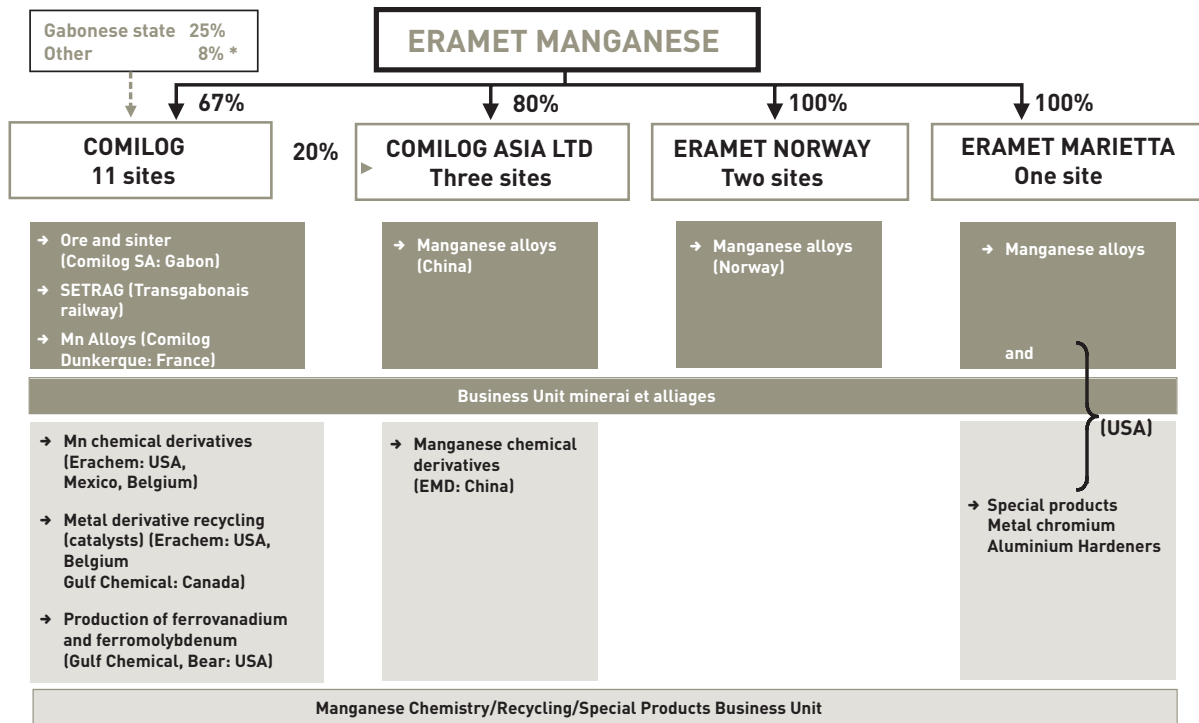 Gabonese state 25%
Other 8% *
ERAMET MANGANESE
67%
80%
100%
100%
COMILOG
11 sites
20%
COMILOG ASIA LTD
Three sites
ERAMET NORWAY
Two sites
ERAMET MARIETTA
One site
→ Ore and sinter
(Comilog SA: Gabon)
→ SETRAG (Transgabonais
railway)
→ Mn Alloys (Comilog
Dunkerque: France)
→ Manganese alloys
(China)
→ Manganese alloys
(Norway)
→ Manganese alloys
and
(USA)
Business Unit minerai et alliages
→ Mn chemical derivatives
(Erachem: USA,
Mexico, Belgium)
→ Metal derivative recycling
(catalysts) (Erachem: USA,
Belgium
Gulf Chemical: Canada)
→ Production of ferrovanadium
and ferromolybdenum
(Gulf Chemical, Bear: USA)
→ Manganese chemical
derivatives
(EMD: China)
→ Special products
Metal chromium
Aluminium Hardeners
Manganese Chemistry/Recycling/Special Products Business Unit